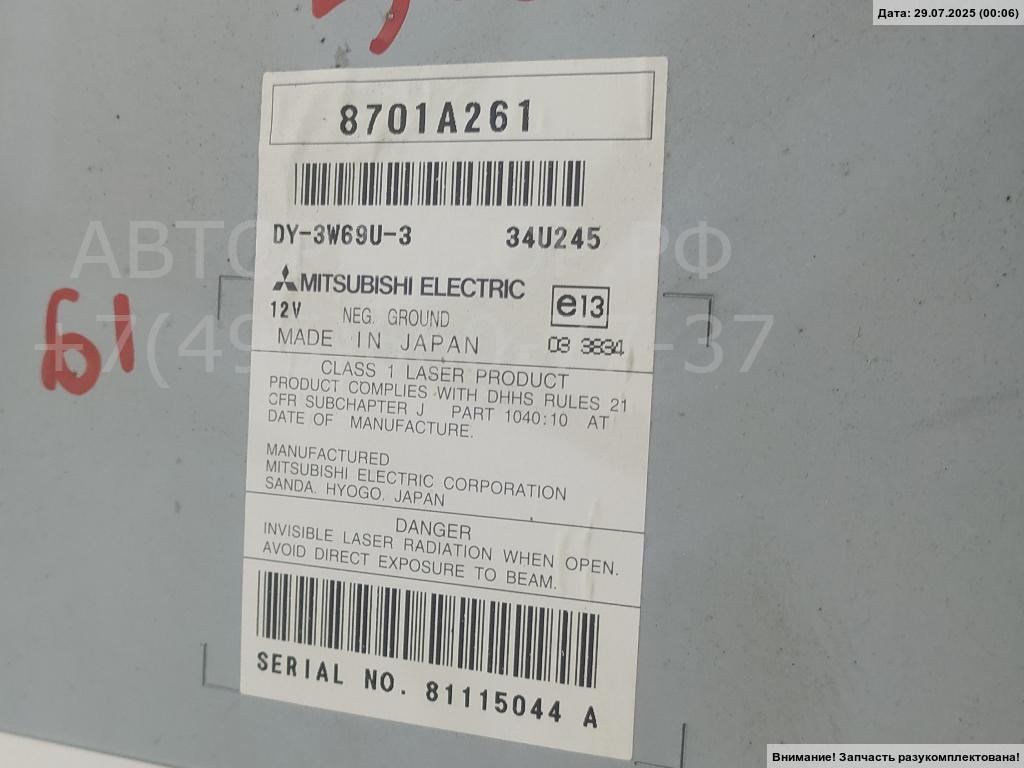 Дата: 29.07.2025 (00:06)
8701A261
DY-3W69U-3 34U245
MITSUBISHI ELECTRIC
12V NEG. GROUND
e13
MADE IN JAPAN 03 3834
CLASS 1 LASER PRODUCT
PRODUCT COMPLIES WITH DHHS RULES 21
CFR SUBCHAPTER J PART 1040:10 AT
DATE OF MANUFACTURE.
MANUFACTURED
MITSUBISHI ELECTRIC CORPORATION
SANDA. HYOGO. JAPAN
DANGER
INVISIBLE LASER RADIATION WHEN OPEN.
AVOID DIRECT EXPOSURE TO BEAM.
SERIAL NO. 81115044 A
61
Внимание! Запчасть разукомплектована!